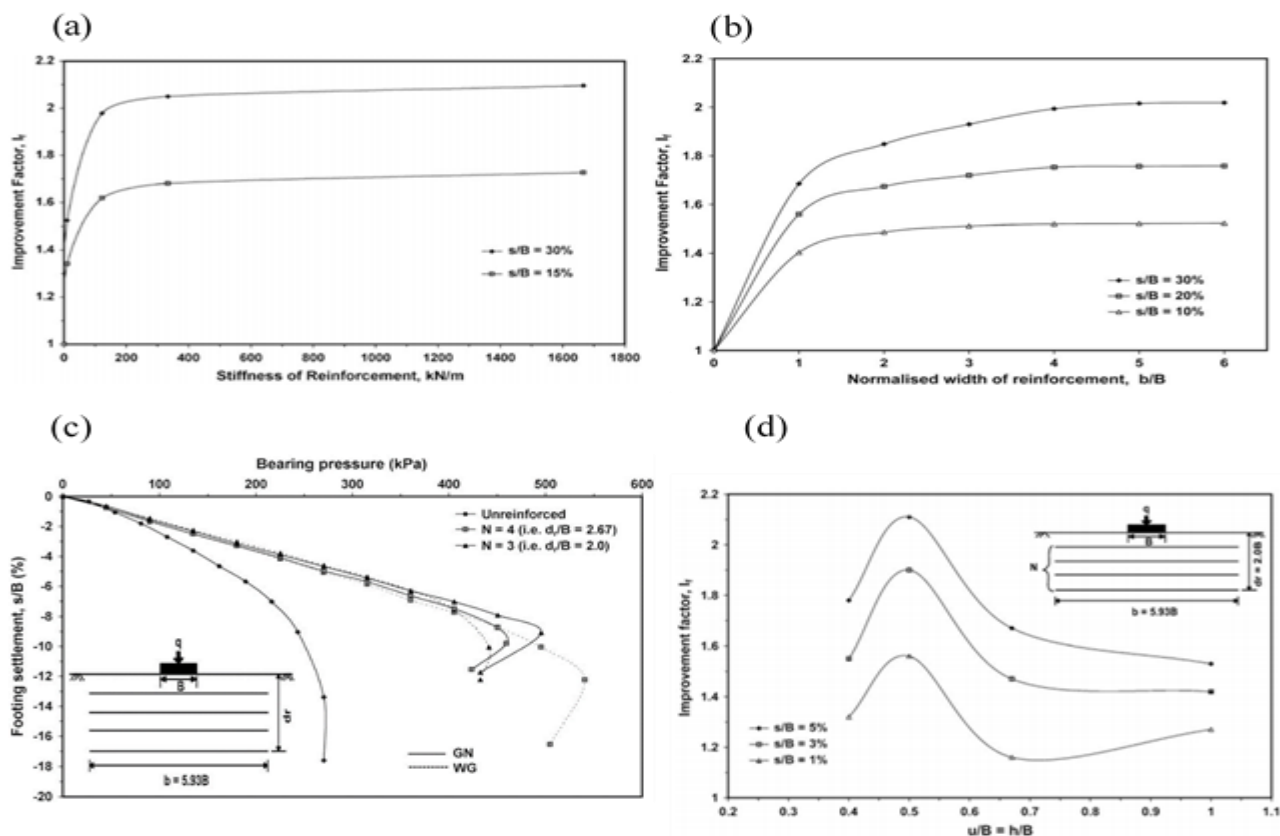 (a)
2.2
2
1.8
1.6
1.4
1.2
1
Improvement Factor, If
s/B = 30%
s/B = 15%
0 200 400 600 800 1000 1200 1400 1600 1800
Stiffness of Reinforcement, kN/m
(b)
2.2
2
1.8
1.6
1.4
1.2
1
Improvement Factor, If
s/B = 30%
s/B = 20%
s/B = 10%
0 1 2 3 4 5 6
Normalised width of reinforcement, b/B
(c)
Bearing pressure (kPa)
0 100 200 300 400 500 600
0
-2
-4
-6
-8
-10
-12
-14
-16
-18
-20
Footing settlement, s/B (%)
Unreinforced
N = 4 (i.e. dr/B = 2.67)
N = 3 (i.e. dr/B = 2.0)
q
B
dr
b = 5.93B
GN
WG
(d)
2.2
2
1.8
1.6
1.4
1.2
1
Improvement factor, If
q
B
N
dr = 2.0B
b = 5.93B
s/B = 5%
s/B = 3%
s/B = 1%
0.2 0.3 0.4 0.5 0.6 0.7 0.8 0.9 1 1.1
u/B = h/B